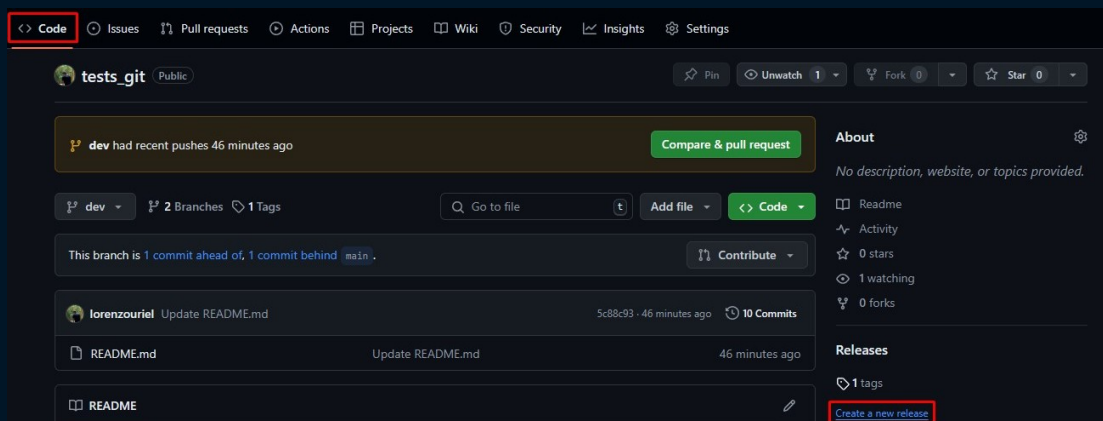 <> Code Issues Pull requests Actions Projects Wiki Security Insights Settings
tests_git Public Pin Unwatch 1 Fork 0 Star 0
dev had recent pushes 46 minutes ago Compare & pull request
dev 2 Branches 1 Tags Go to file t Add file <> Code
This branch is 1 commit ahead of, 1 commit behind main. Contribute
lorenzouriel Update README.md 5c88c93 · 46 minutes ago 10 Commits
README.md Update README.md 46 minutes ago
README
About
No description, website, or topics provided.
Readme
Activity
0 stars
1 watching
0 forks
Releases
1 tags
Create a new release